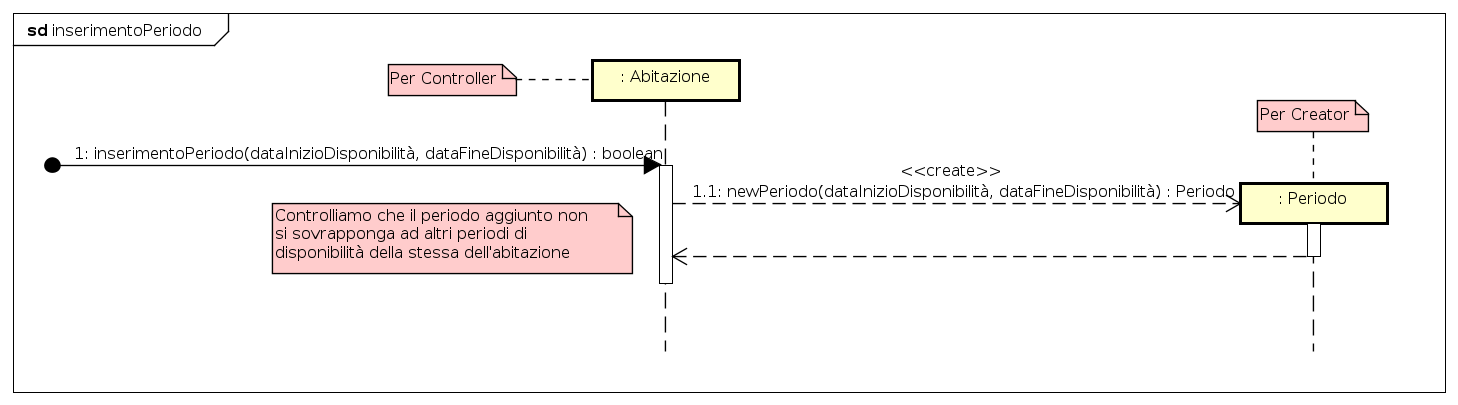 sd inserimentoPeriodo
Per Controller
: Abitazione
Per Creator
1: inserimentoPeriodo(dataInizioDisponibilità, dataFineDisponibilità) : boolean
<<create>>
1.1: newPeriodo(dataInizioDisponibilità, dataFineDisponibilità) : Periodo
: Periodo
Controlliamo che il periodo aggiunto non
si sovrapponga ad altri periodi di
disponibilità della stessa dell'abitazione